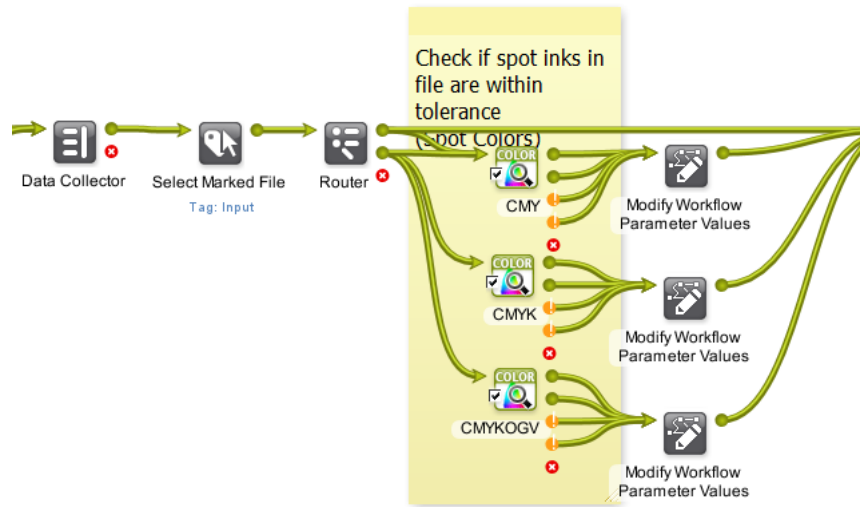 Check if spot inks in
file are within
tolerance
(Spot Colors)
Data Collector
Select Marked File
Tag: Input
Router
COLOR
CMY
Modify Workflow
Parameter Values
COLOR
CMYK
Modify Workflow
Parameter Values
COLOR
CMYKOGV
Modify Workflow
Parameter Values